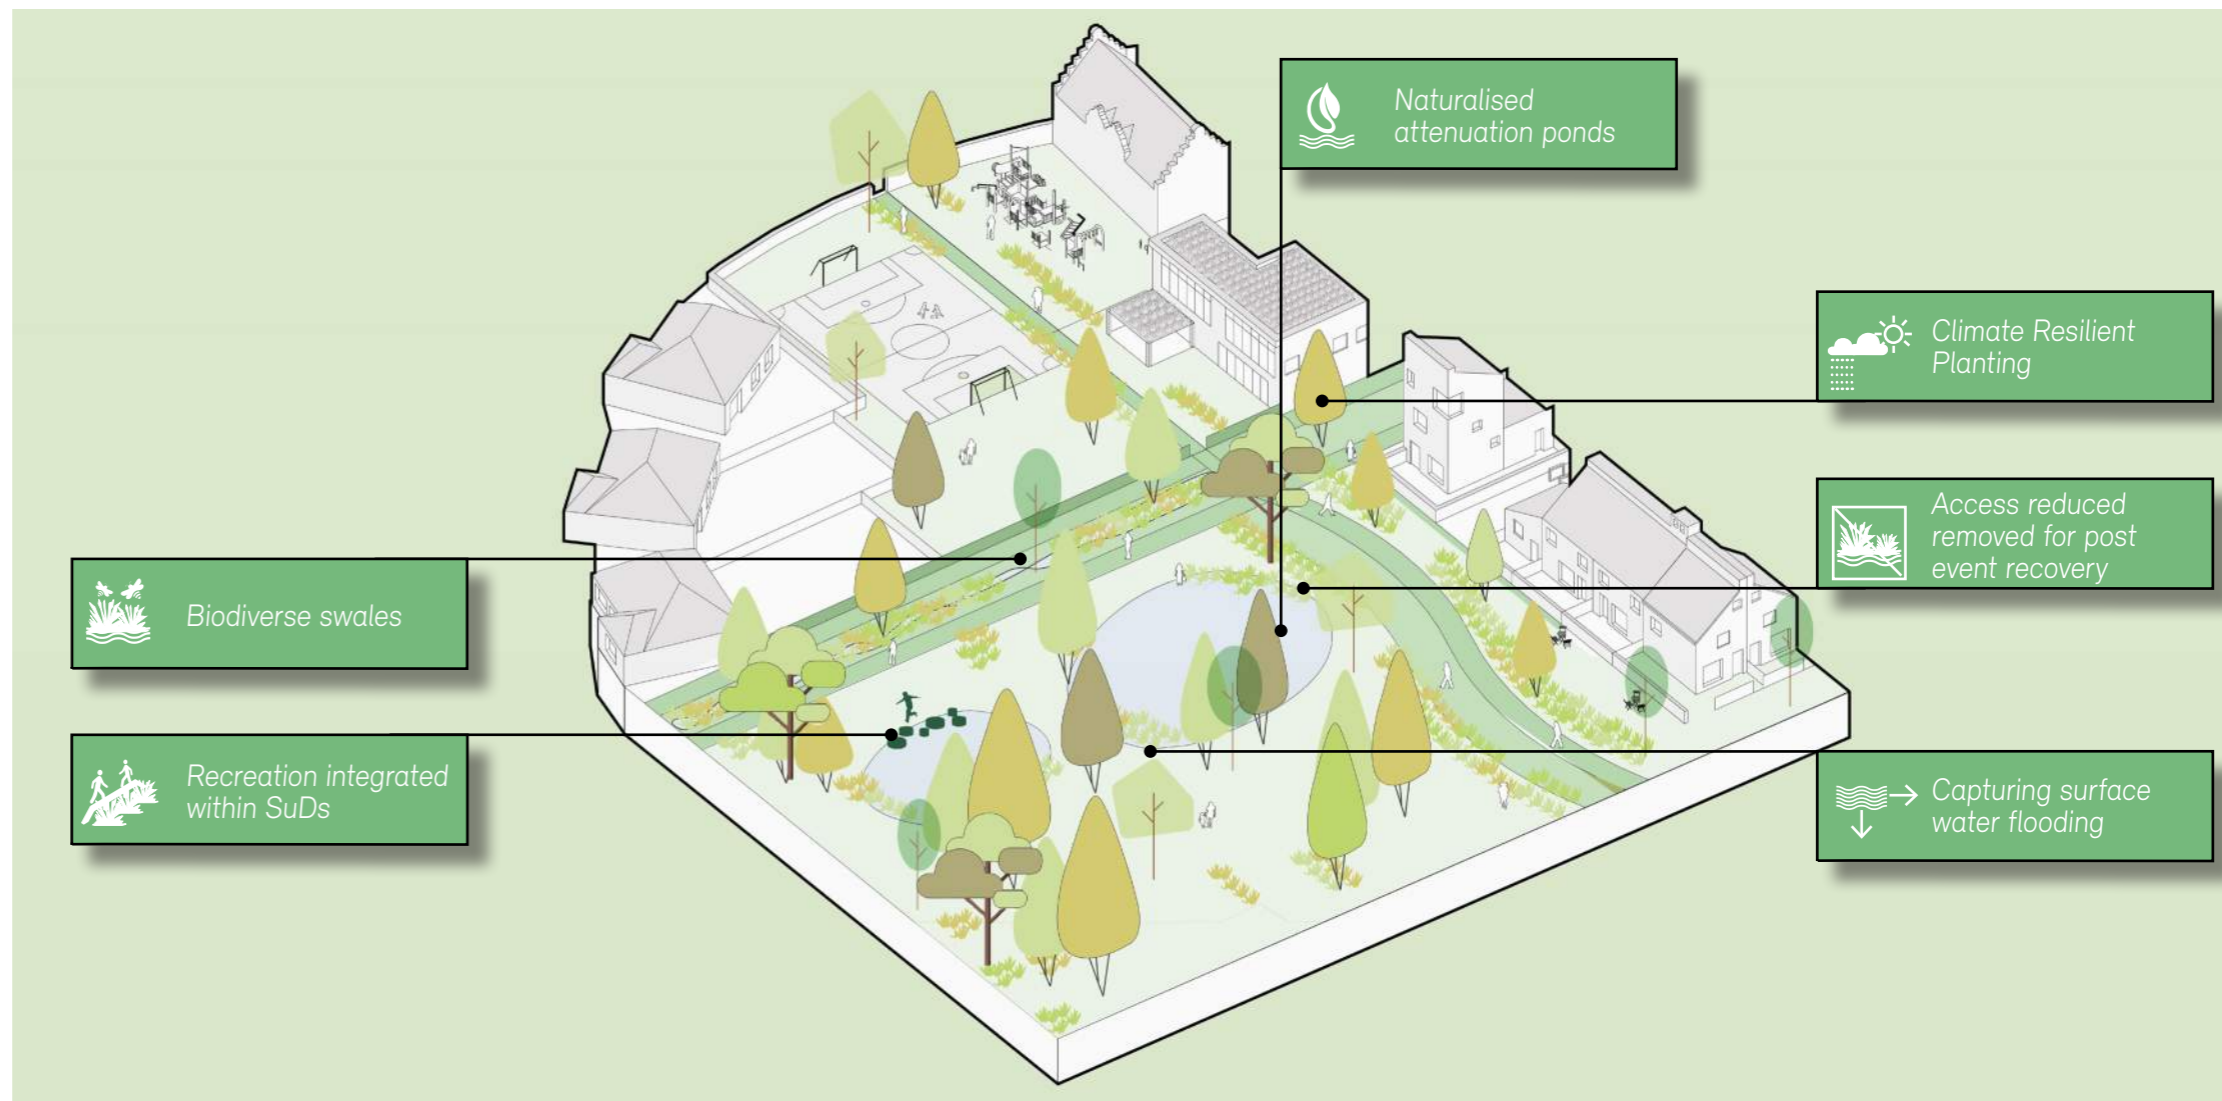 Naturalised
attenuation ponds
Climate Resilient
Planting
Access reduced
removed for post
event recovery
Biodiverse swales
Recreation integrated
within SuDs
Capturing surface
water flooding